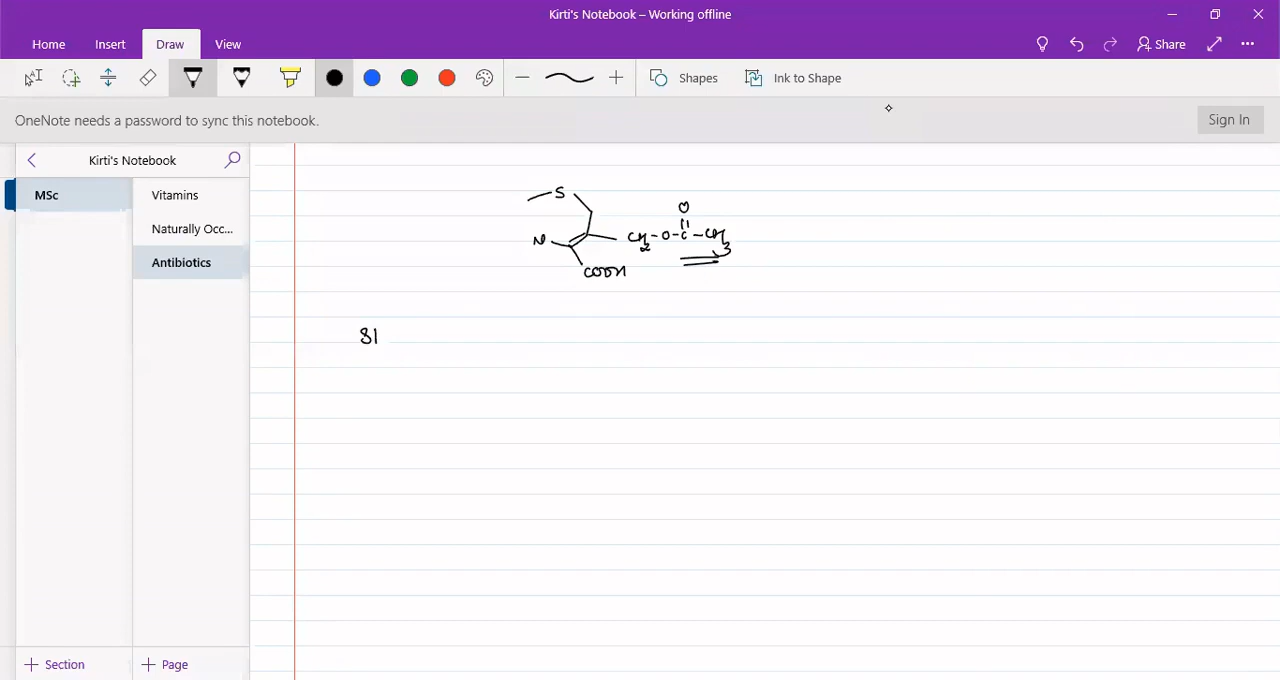 Kirti's Notebook – Working offline
Home Insert Draw View Share
Shapes Ink to Shape
OneNote needs a password to sync this notebook. Sign In
Kirti's Notebook
MSc
Vitamins
Naturally Occ...
Antibiotics
S
O
N CH2-O-C-CH3
COOH
81
+ Section + Page